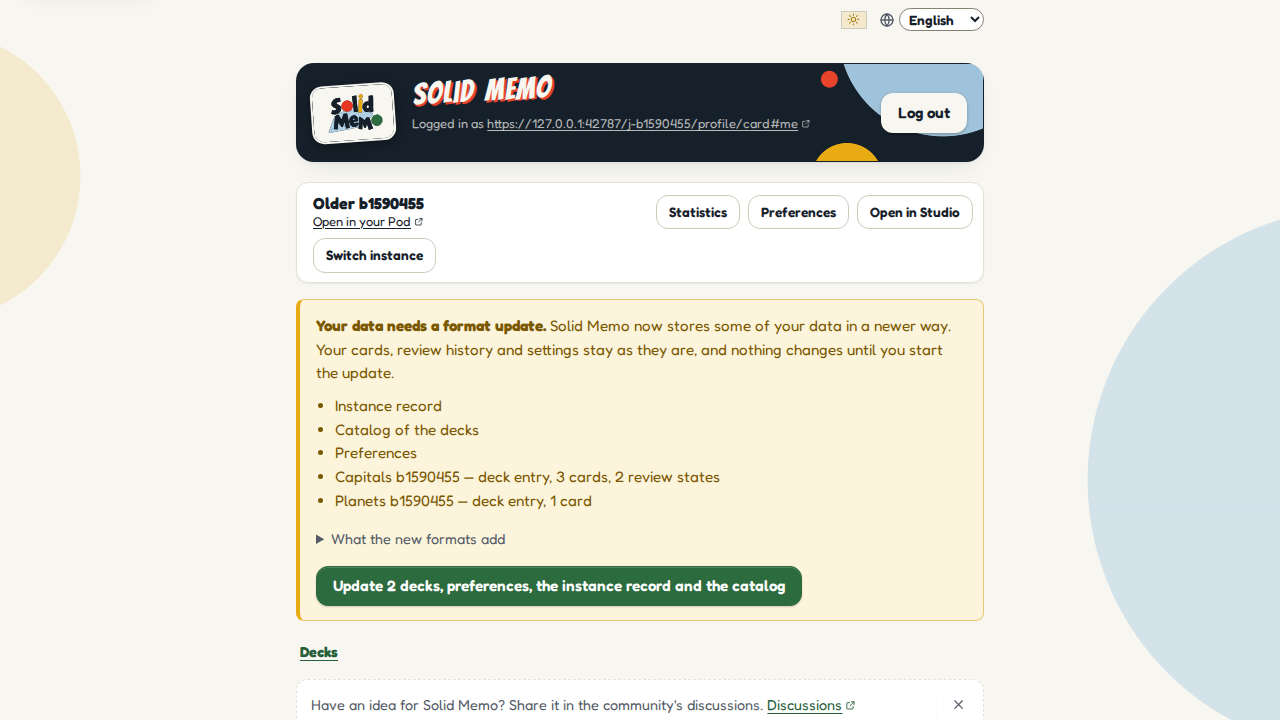 English
Solid Memo
SOLID MEMO
Logged in as https://127.0.0.1:42787/j-b1590455/profile/card#me
Log out
Older b1590455
Open in your Pod
Statistics
Preferences
Open in Studio
Switch instance
Your data needs a format update. Solid Memo now stores some of your data in a newer way.
Your cards, review history and settings stay as they are, and nothing changes until you start
the update.
Instance record
Catalog of the decks
Preferences
Capitals b1590455 — deck entry, 3 cards, 2 review states
Planets b1590455 — deck entry, 1 card
What the new formats add
Update 2 decks, preferences, the instance record and the catalog
Decks
Have an idea for Solid Memo? Share it in the community's discussions. Discussions